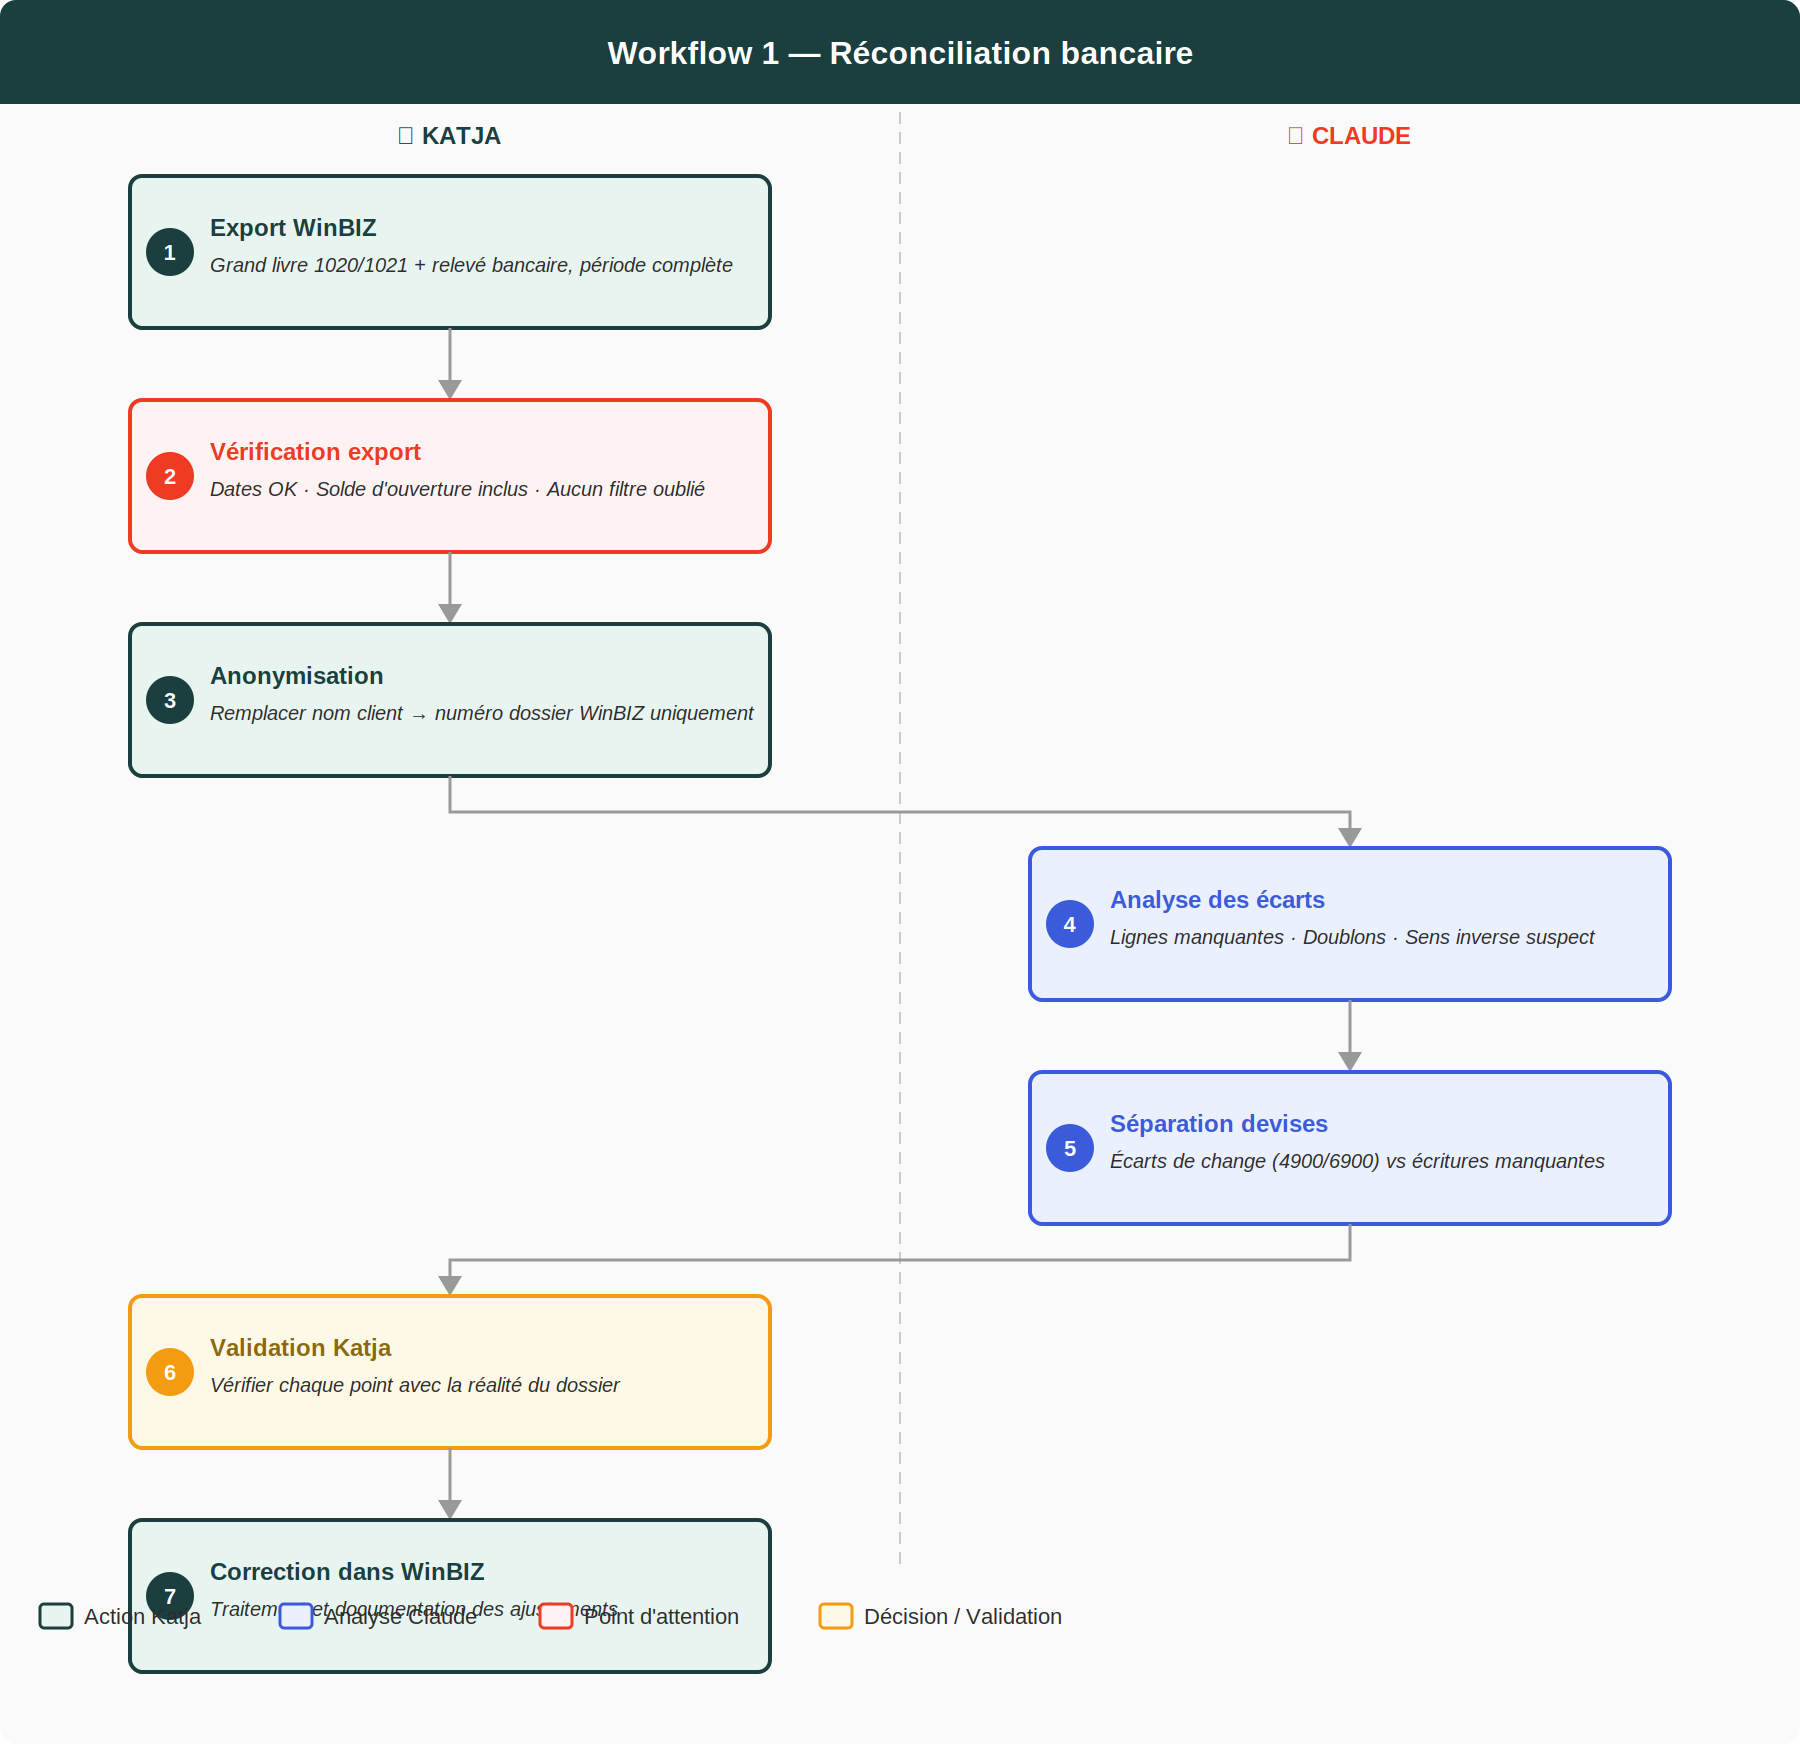 Workflow 1 — Réconciliation bancaire
KATJA
CLAUDE
1
Export WinBIZ
Grand livre 1020/1021 + relevé bancaire, période complète
2
Vérification export
Dates OK · Solde d'ouverture inclus · Aucun filtre oublié
3
Anonymisation
Remplacer nom client → numéro dossier WinBIZ uniquement
4
Analyse des écarts
Lignes manquantes · Doublons · Sens inverse suspect
5
Séparation devises
Écarts de change (4900/6900) vs écritures manquantes
6
Validation Katja
Vérifier chaque point avec la réalité du dossier
7
Correction dans WinBIZ
et documentation des
Action Katja
Analyse Claude
Point d'attention
Décision / Validation